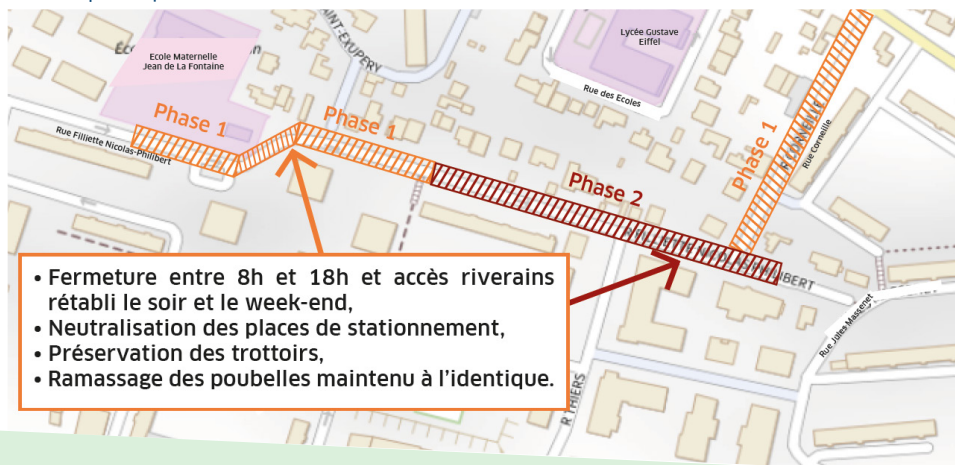 Ecole Maternelle
Jean de La Fontaine
Lycée Gustave
Eiffel
Rue des Ecoles
Phase 1
Phase 1
Phase 1
Phase 2
Rue Filliette Nicolas-Philibert
R CORNEILLE
Rue Corneille
Rue Jules Massenet
R THIERS
• Fermeture entre 8h et 18h et accès riverains
rétabli le soir et le week-end,
• Neutralisation des places de stationnement,
• Préservation des trottoirs,
• Ramassage des poubelles maintenu à l'identique.